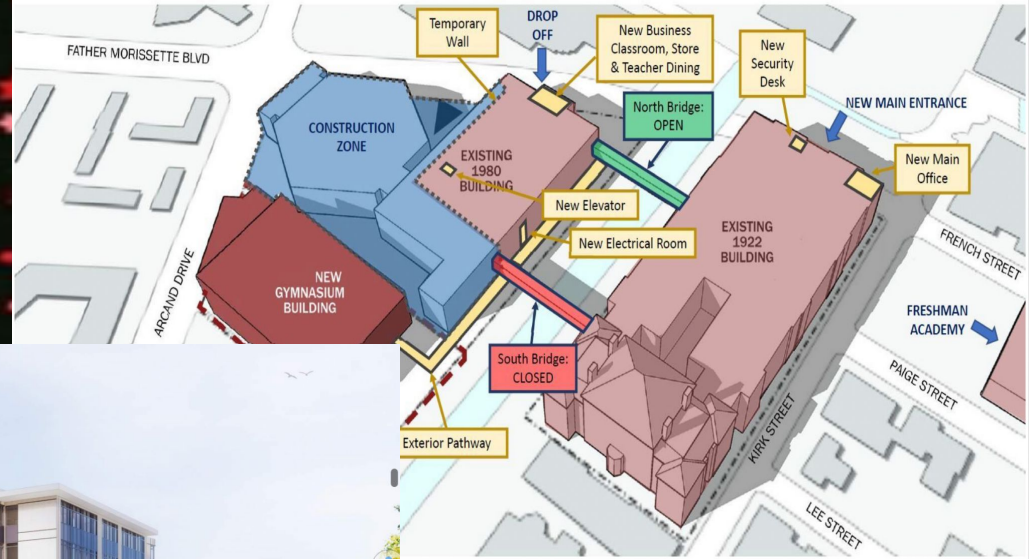 FATHER MORISSETTE BLVD
Temporary
Wall
DROP
OFF
New Business
Classroom, Store
& Teacher Dining
New
Security
Desk
NEW MAIN ENTRANCE
North Bridge:
OPEN
CONSTRUCTION
ZONE
EXISTING
1980
BUILDING
New Main
Office
New Elevator
New Electrical Room
EXISTING
1922
BUILDING
FRENCH STREET
NEW
GYMNASIUM
BUILDING
ARCAND DRIVE
FRESHMAN
ACADEMY
South Bridge:
CLOSED
PAIGE STREET
Exterior Pathway
KIRK STREET
LEE STREET